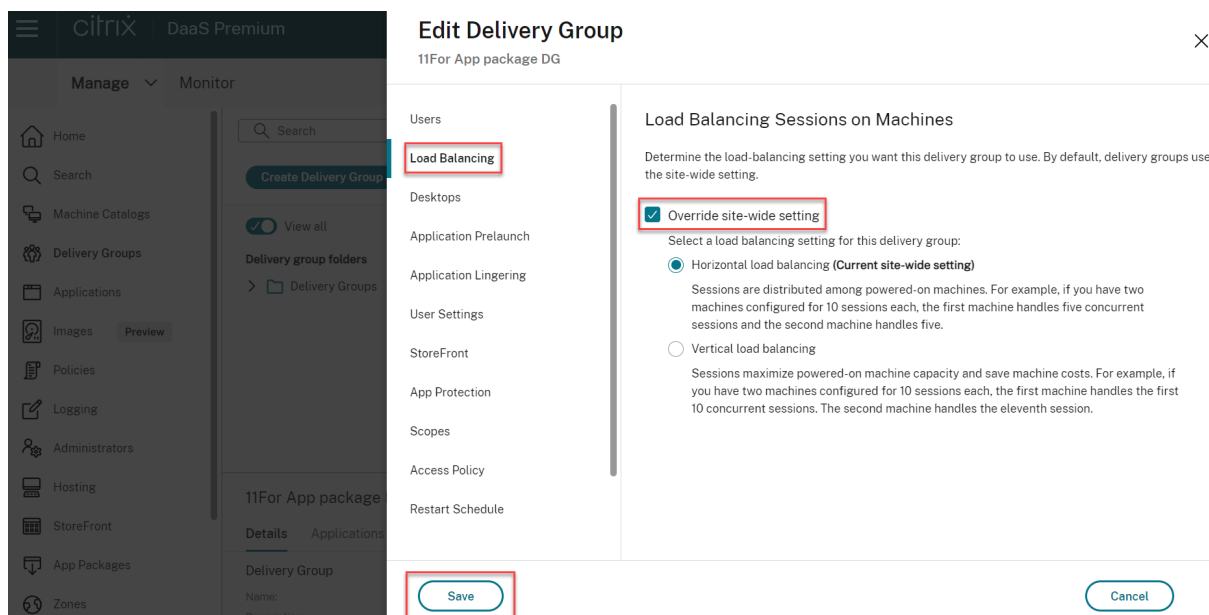 citrix DaaS Premium
Manage Monitor
Home
Search
Machine Catalogs
Delivery Groups
Applications
Images Preview
Policies
Logging
Administrators
Hosting
StoreFront
App Packages
Zones
Search
Create Delivery Group
View all
Delivery group folders
Delivery Groups
11For App package
Details Applications
Delivery Group
Name:
Edit Delivery Group
11For App package DG
Users
Load Balancing
Desktops
Application Prelaunch
Application Lingering
User Settings
StoreFront
App Protection
Scopes
Access Policy
Restart Schedule
Load Balancing Sessions on Machines
Determine the load-balancing setting you want this delivery group to use. By default, delivery groups use
the site-wide setting.
Override site-wide setting
Select a load balancing setting for this delivery group:
Horizontal load balancing (Current site-wide setting)
Sessions are distributed among powered-on machines. For example, if you have two
machines configured for 10 sessions each, the first machine handles five concurrent
sessions and the second machine handles five.
Vertical load balancing
Sessions maximize powered-on machine capacity and save machine costs. For example, if
you have two machines configured for 10 sessions each, the first machine handles the first
10 concurrent sessions. The second machine handles the eleventh session.
Save
Cancel